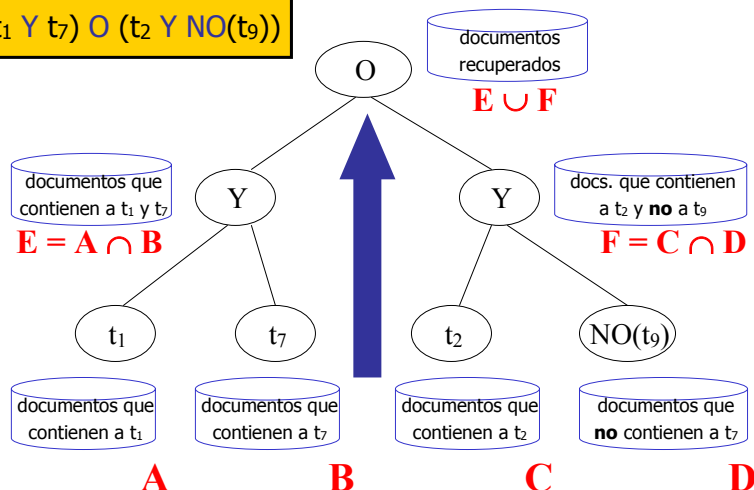 t₁ Y t₇) O (t₂ Y NO(t₉))
O
documentos
recuperados
E ∪ F
documentos que
contienen a t₁ y t₇
E = A ∩ B
Y
Y
docs. que contienen
a t₂ y no a t₉
F = C ∩ D
t₁
t₇
t₂
NO(t₉)
documentos que
contienen a t₁
documentos que
contienen a t₇
documentos que
contienen a t₂
documentos que
no contienen a t₇
A
B
C
D